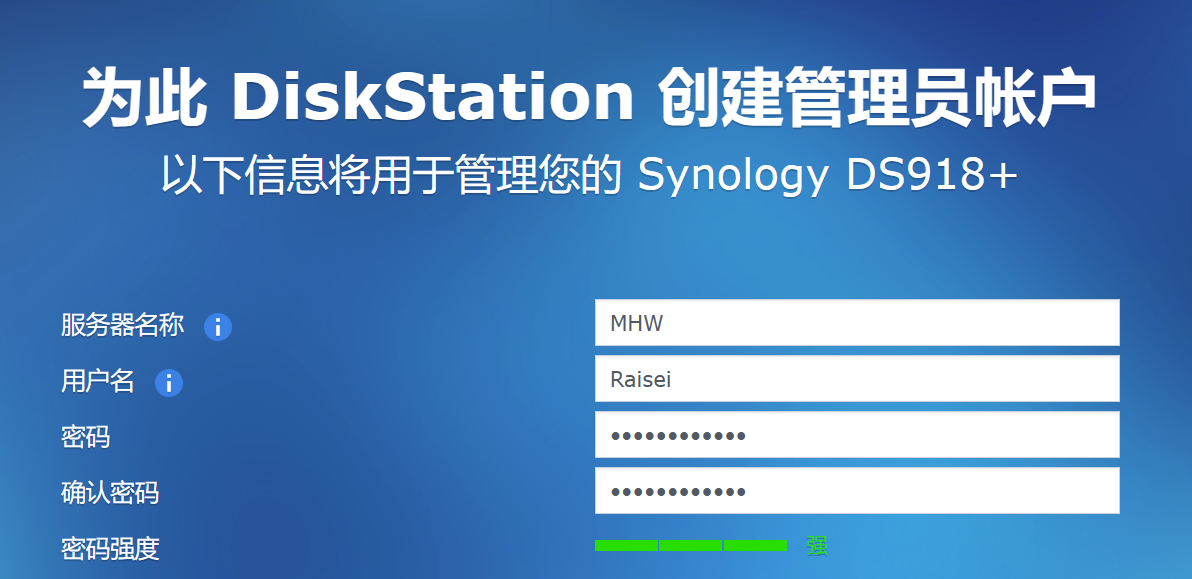 为此 DiskStation 创建管理员帐户
以下信息将用于管理您的 Synology DS918+
服务器名称 MHW
用户名 Raisei
密码 ••••••••••••
确认密码 ••••••••••••
密码强度 强